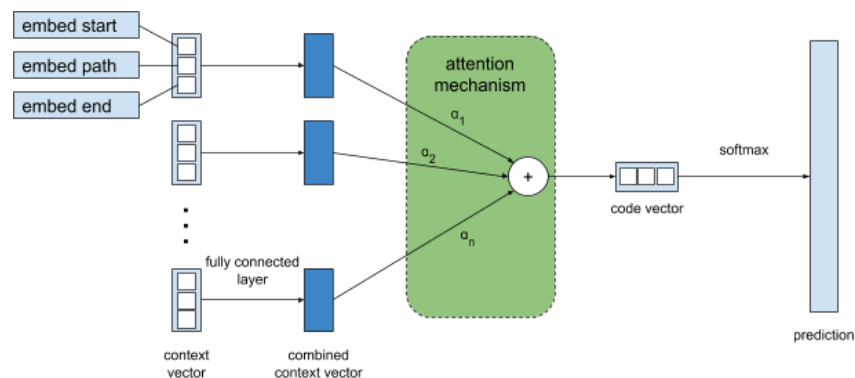 embed start
embed path
embed end
attention
mechanism
α1
α2
αn
+
softmax
code vector
fully connected
layer
context
vector
combined
context vector
prediction